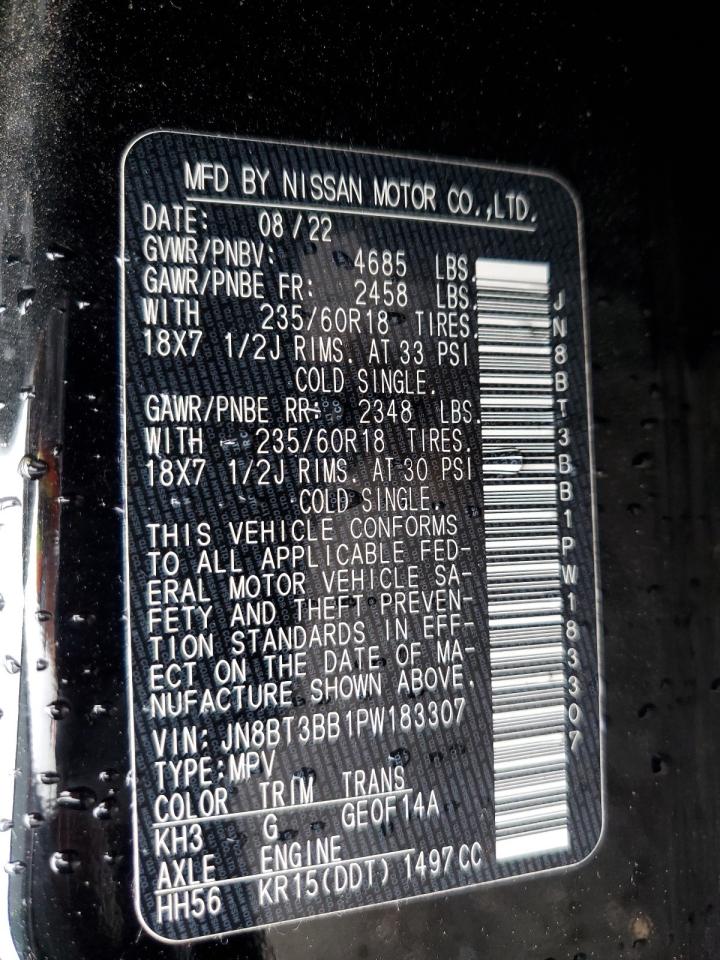 MFD BY NISSAN MOTOR CO.,LTD.
DATE: 08/22
GVWR/PNBV: 4685 LBS.
GAWR/PNBE FR: 2458 LBS.
WITH 235/60R18 TIRES.
18X7 1/2J RIMS. AT 33 PSI
COLD SINGLE.
GAWR/PNBE RR: 2348 LBS.
WITH 235/60R18 TIRES.
18X7 1/2J RIMS. AT 30 PSI
COLD SINGLE.
THIS VEHICLE CONFORMS
TO ALL APPLICABLE FED-
ERAL MOTOR VEHICLE SA-
FETY AND THEFT PREVEN-
TION STANDARDS IN EFF-
ECT ON THE DATE OF MA-
NUFACTURE SHOWN ABOVE.
VIN: JN8BT3BB1PW183307
TYPE:MPV
COLOR TRIM TRANS
KH3 G GE0F14A
AXLE ENGINE
HH56 KR15(DDT) 1497CC
JN8BT3BB1PW183307